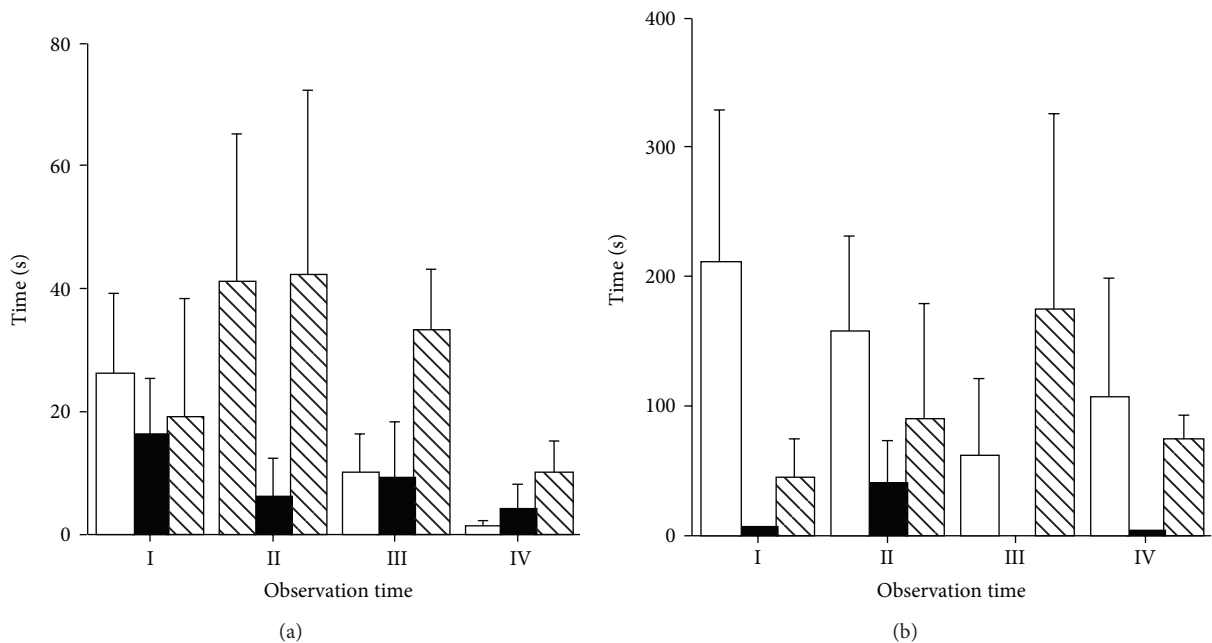 80
60
40
20
0
Time (s)
I II III IV
Observation time
(a)
400
300
200
100
0
Time (s)
I II III IV
Observation time
(b)